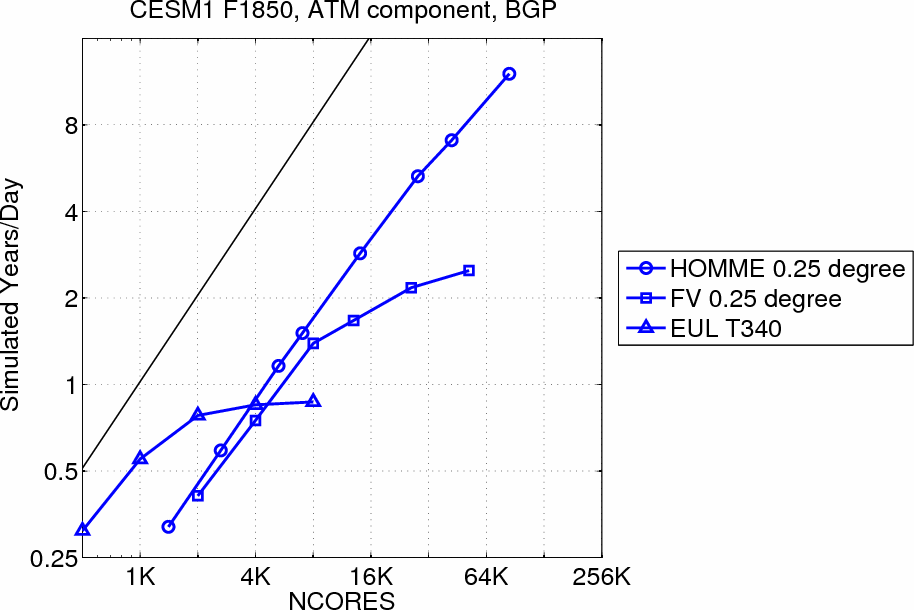 CESM1 F1850, ATM component, BGP
Simulated Years/Day
8
4
2
1
0.5
0.25
1K 4K 16K 64K 256K
NCORES
HOMME 0.25 degree
FV 0.25 degree
EUL T340